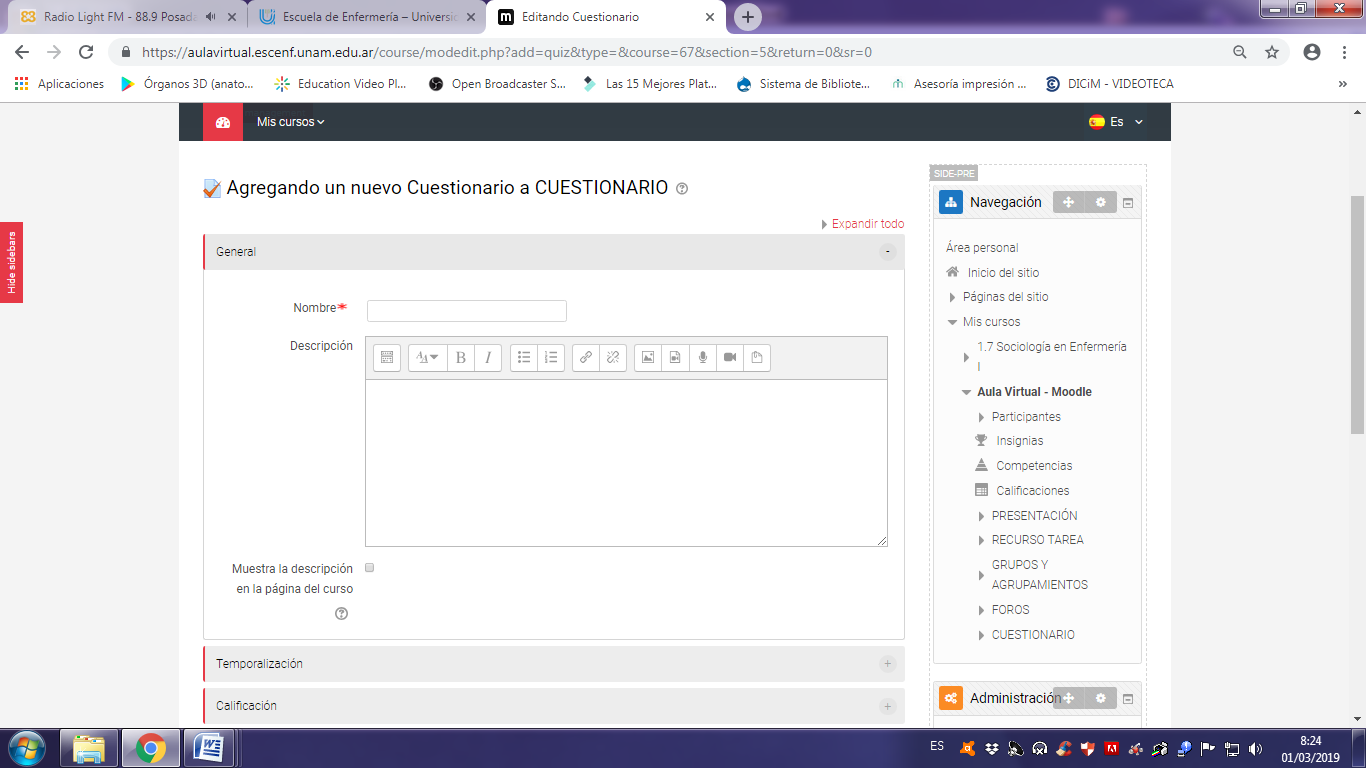 Radio Light FM - 88.9 Posada
Escuela de Enfermería – Universid
Editando Cuestionario
https://aulavirtual.escenf.unam.edu.ar/course/modedit.php?add=quiz&type=&course=67&section=5&return=0&sr=0
Aplicaciones
Órganos 3D (anato...
Education Video Pl...
Open Broadcaster S...
Las 15 Mejores Plat...
Sistema de Bibliote...
Asesoría impresión ...
DICiM - VIDEOTECA
»
Mis cursos
Es
Agregando un nuevo Cuestionario a CUESTIONARIO
Expandir todo
Hide sidebars
General
Nombre*
Descripción
Muestra la descripción
en la página del curso
Temporalización
Calificación
SIDE-PRE
Navegación
Área personal
Inicio del sitio
Páginas del sitio
Mis cursos
1.7 Sociología en Enfermería
I
Aula Virtual - Moodle
Participantes
Insignias
Competencias
Calificaciones
PRESENTACIÓN
RECURSO TAREA
GRUPOS Y
AGRUPAMIENTOS
FOROS
CUESTIONARIO
Administración
ES
8:24
01/03/2019